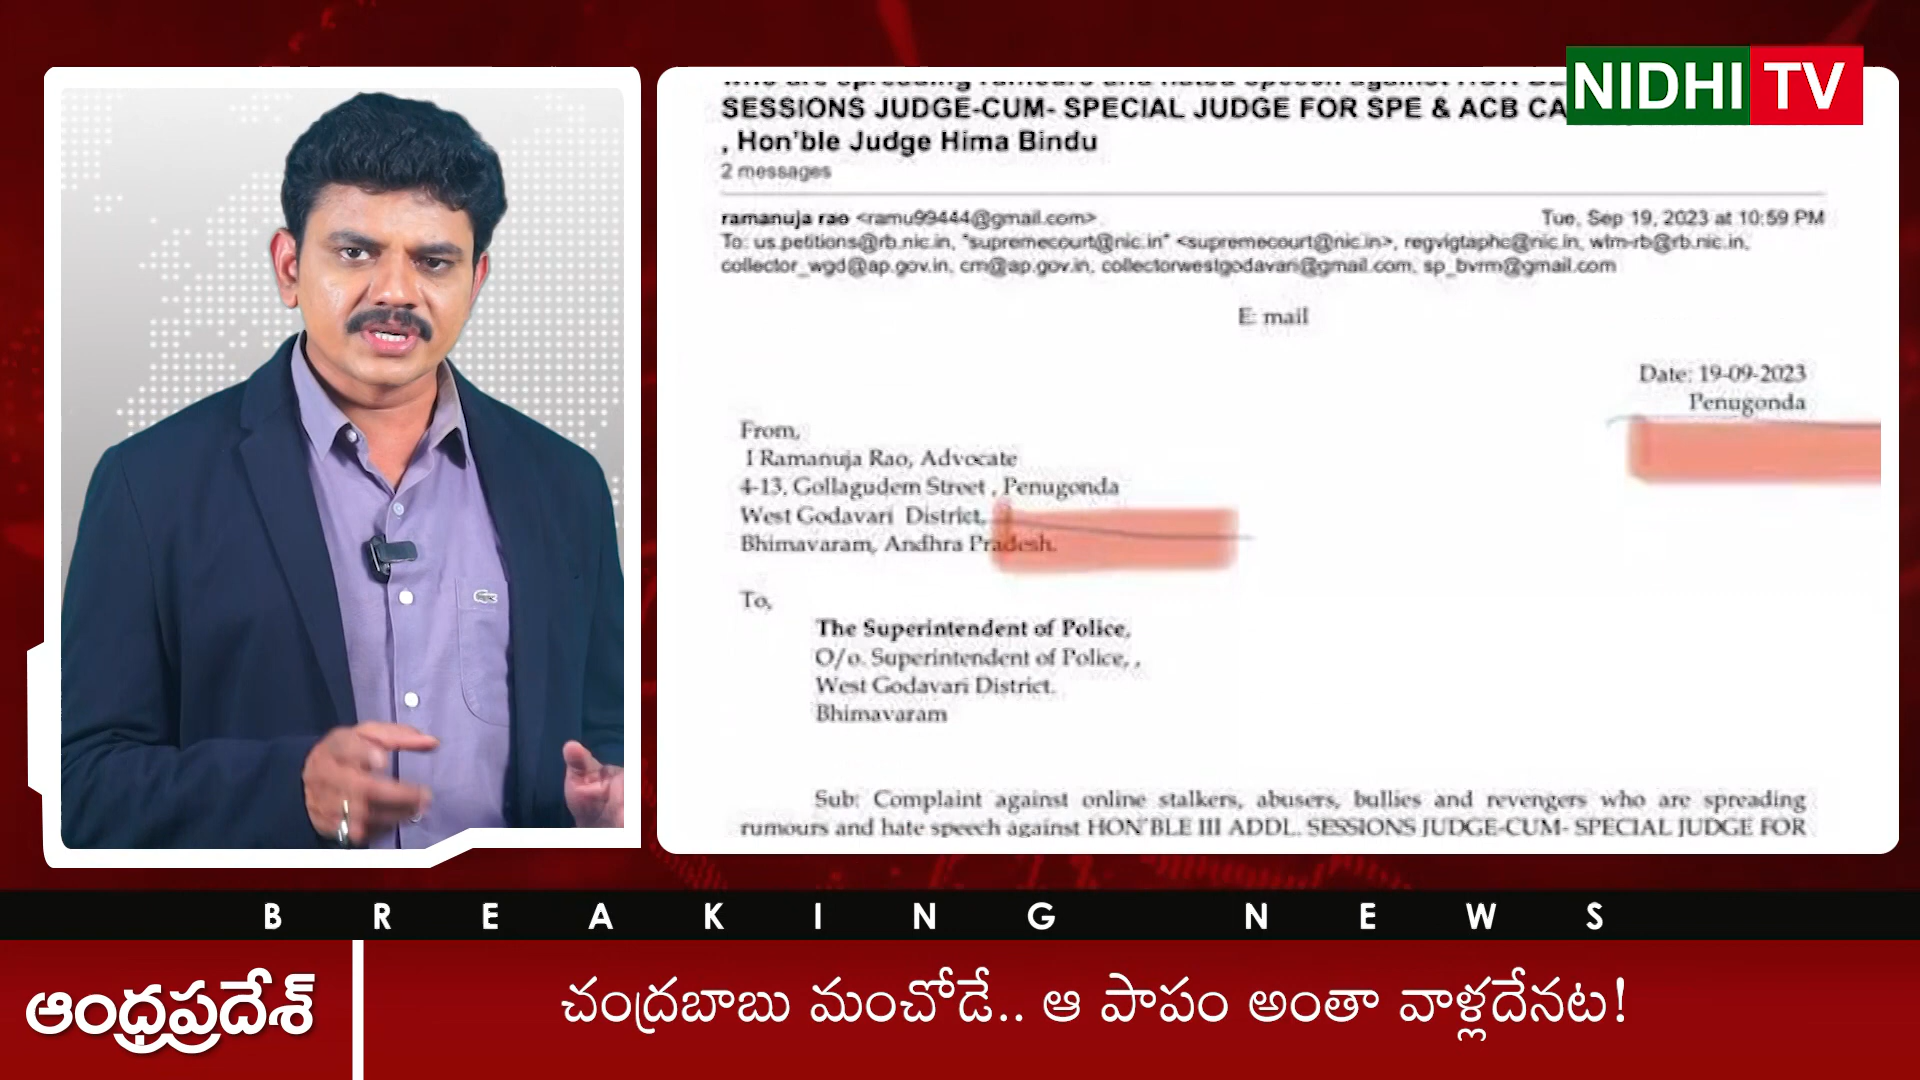 NIDHI TV
SESSIONS JUDGE-CUM- SPECIAL JUDGE FOR SPE & ACB CA
, Hon'ble Judge Hima Bindu
2 messages
ramanuja rao <ramu99444@gmail.com> Tue, Sep 19, 2023 at 10:59 PM
To: us.petitions@rb.nic.in, "supremecourt@nic.in" <supremecourt@nic.in>, regvigtaphc@nic.in, wlm-rb@rb.nic.in,
collector_wgd@ap.gov.in, cm@ap.gov.in, collectorwestgodavari@gmail.com, sp_bvrm@gmail.com
E: mail
Date: 19-09-2023
Penugonda
From,
I Ramanuja Rao, Advocate
4-13, Gollagudem Street , Penugonda
West Godavari District,
Bhimavaram, Andhra Pradesh.
To,
The Superintendent of Police,
O/o. Superintendent of Police, ,
West Godavari District.
Bhimavaram
Sub: Complaint against online stalkers, abusers, bullies and revengers who are spreading
rumours and hate speech against HON'BLE III ADDL. SESSIONS JUDGE-CUM- SPECIAL JUDGE FOR
BREAKING NEWS
ఆంధ్రప్రదేశ్
చంద్రబాబు మంచోడే.. ఆ పాపం అంతా వాళ్లదేనట!